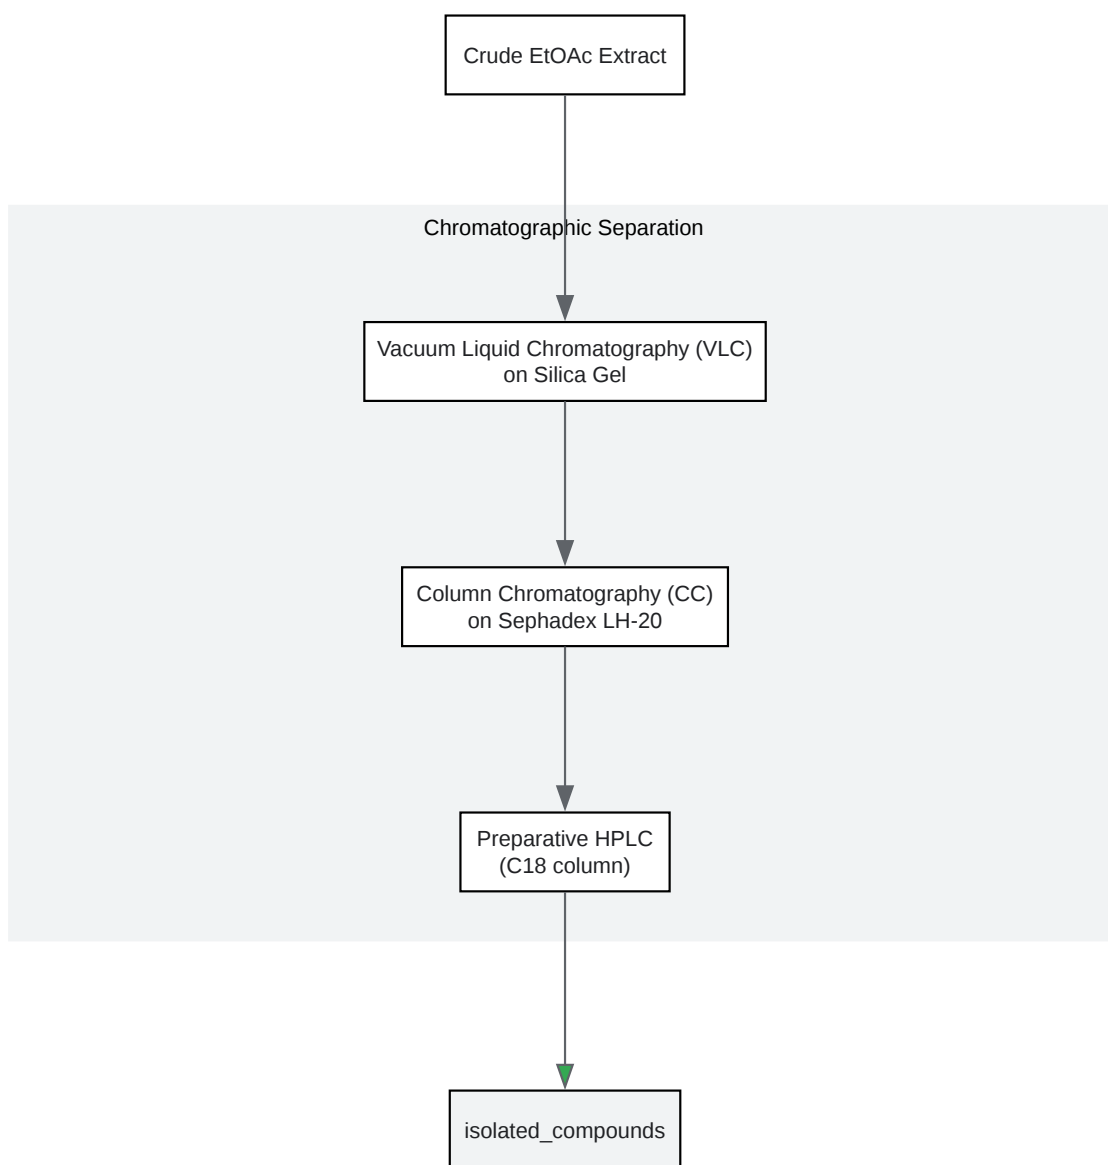 Crude EtOAc Extract
Chromatographic Separation
Vacuum Liquid Chromatography (VLC)
on Silica Gel
Column Chromatography (CC)
on Sephadex LH-20
Preparative HPLC
(C18 column)
isolated_compounds